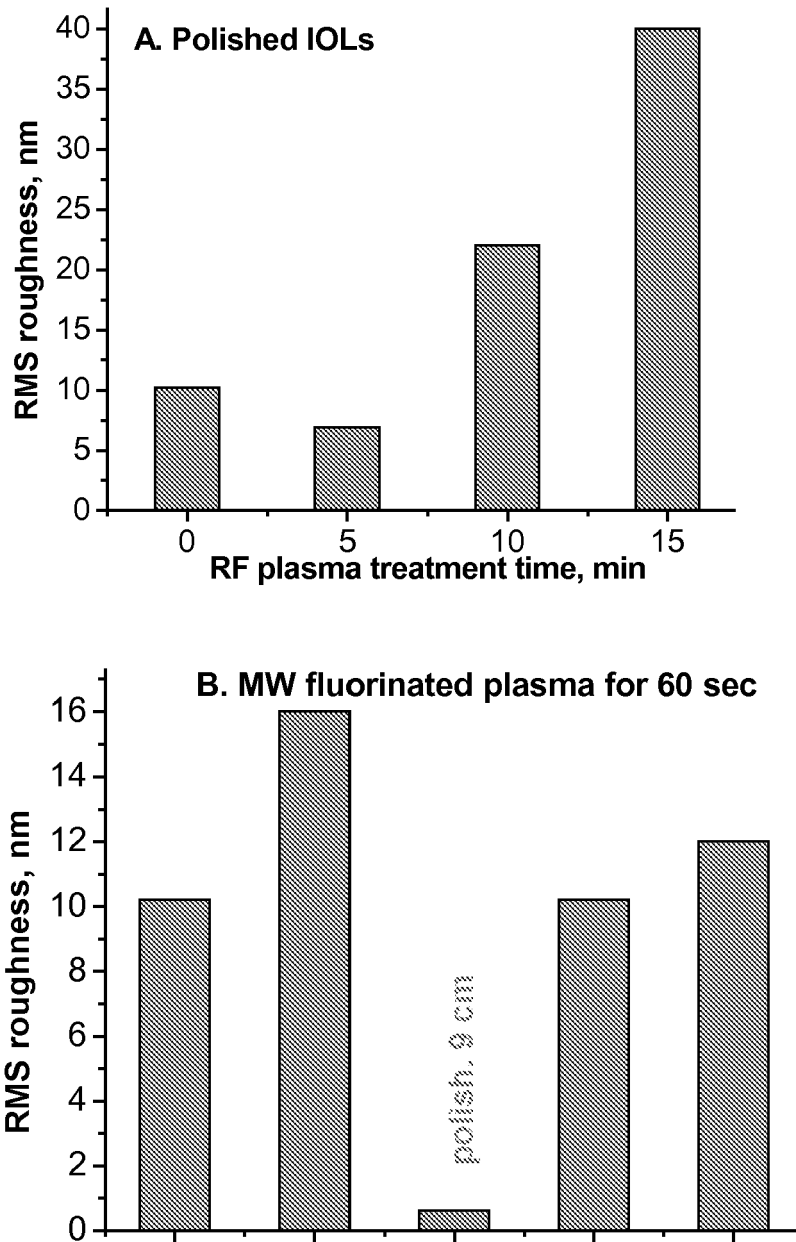 A. Polished IOLs
RMS roughness, nm
40
35
30
25
20
15
10
5
0
0 5 10 15
RF plasma treatment time, min
B. MW fluorinated plasma for 60 sec
RMS roughness, nm
16
14
12
10
8
6
4
2
0
polish. 9 cm